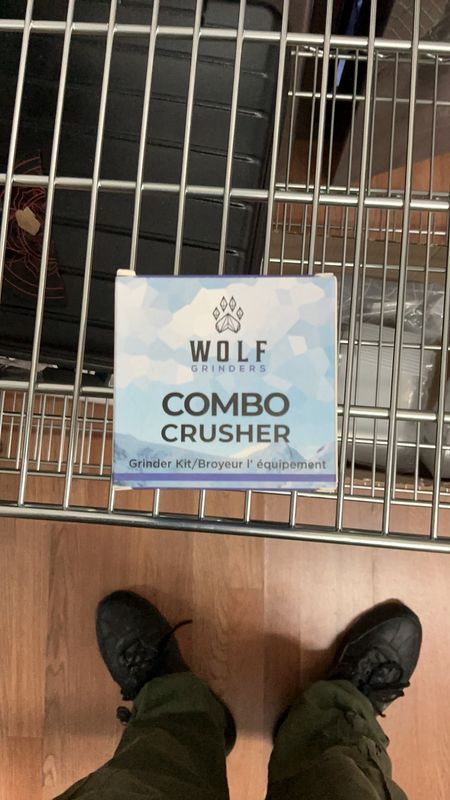 WOLF
GRINDERS
COMBO
CRUSHER
Grinder Kit/Broyeur l' équipement